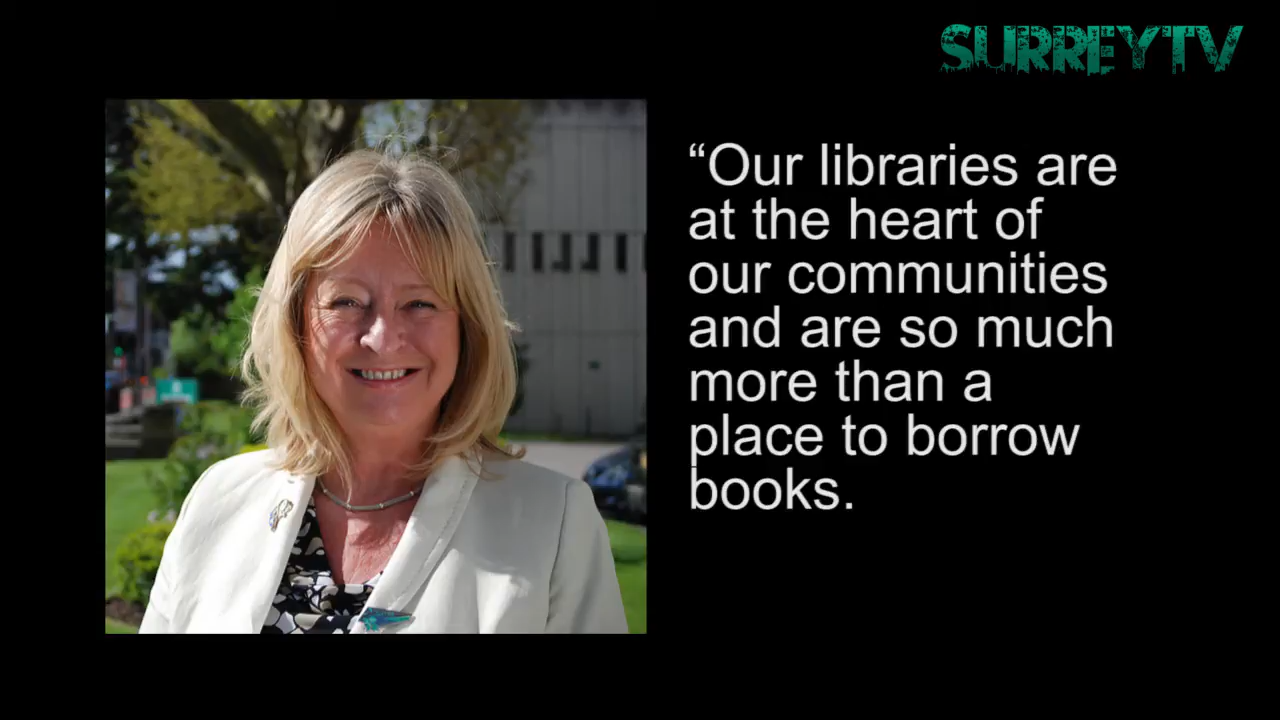 SURREYTV
“Our libraries are
at the heart of
our communities
and are so much
more than a
place to borrow
books.